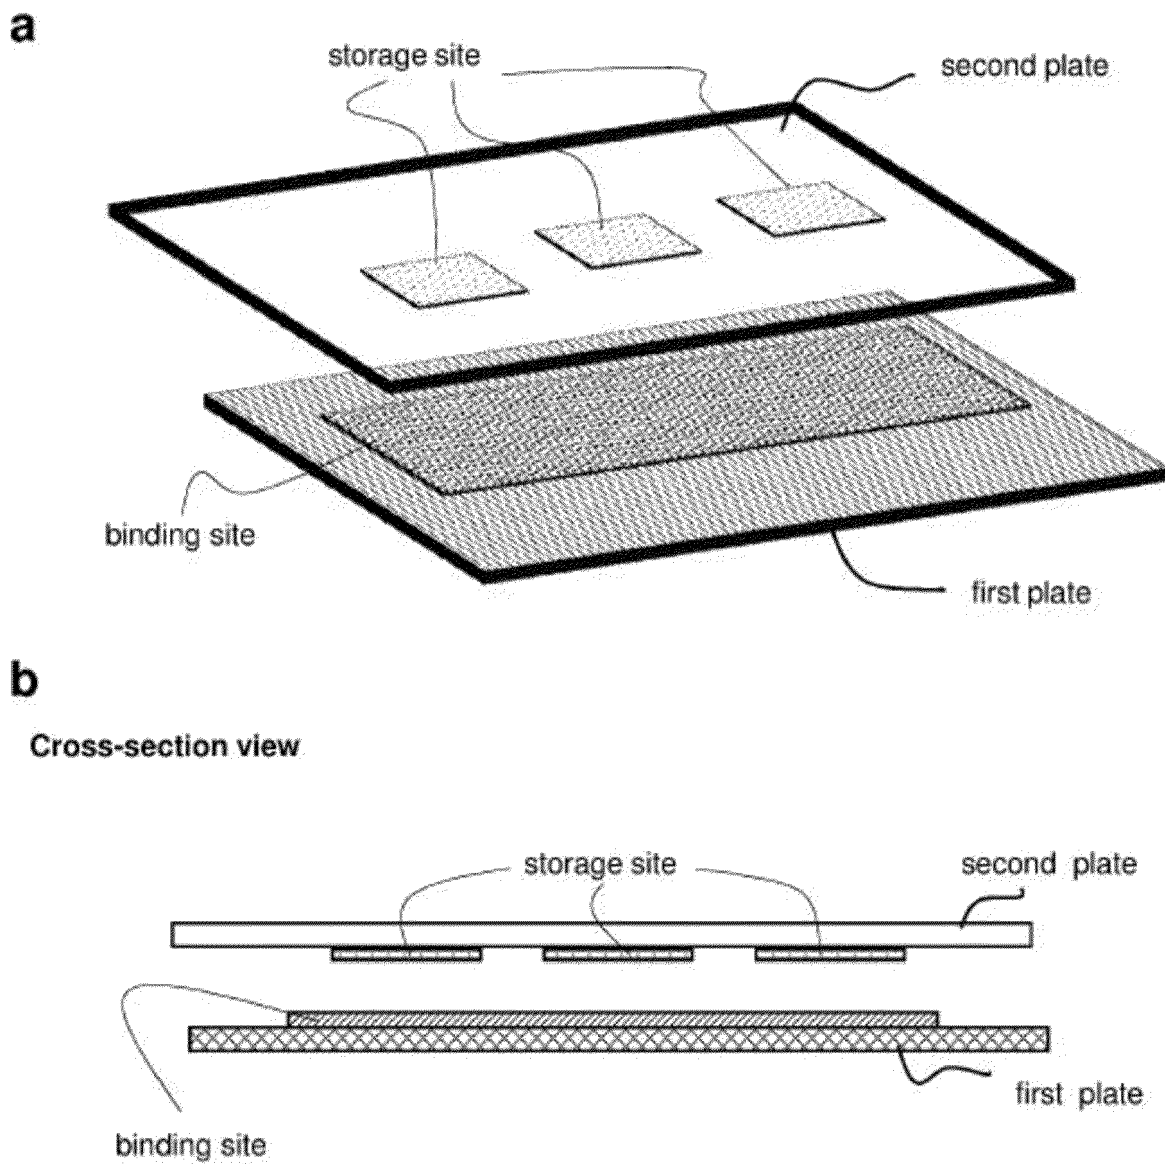 a
storage site
second plate
binding site
first plate
b
Cross-section view
storage site
second plate
first plate
binding site